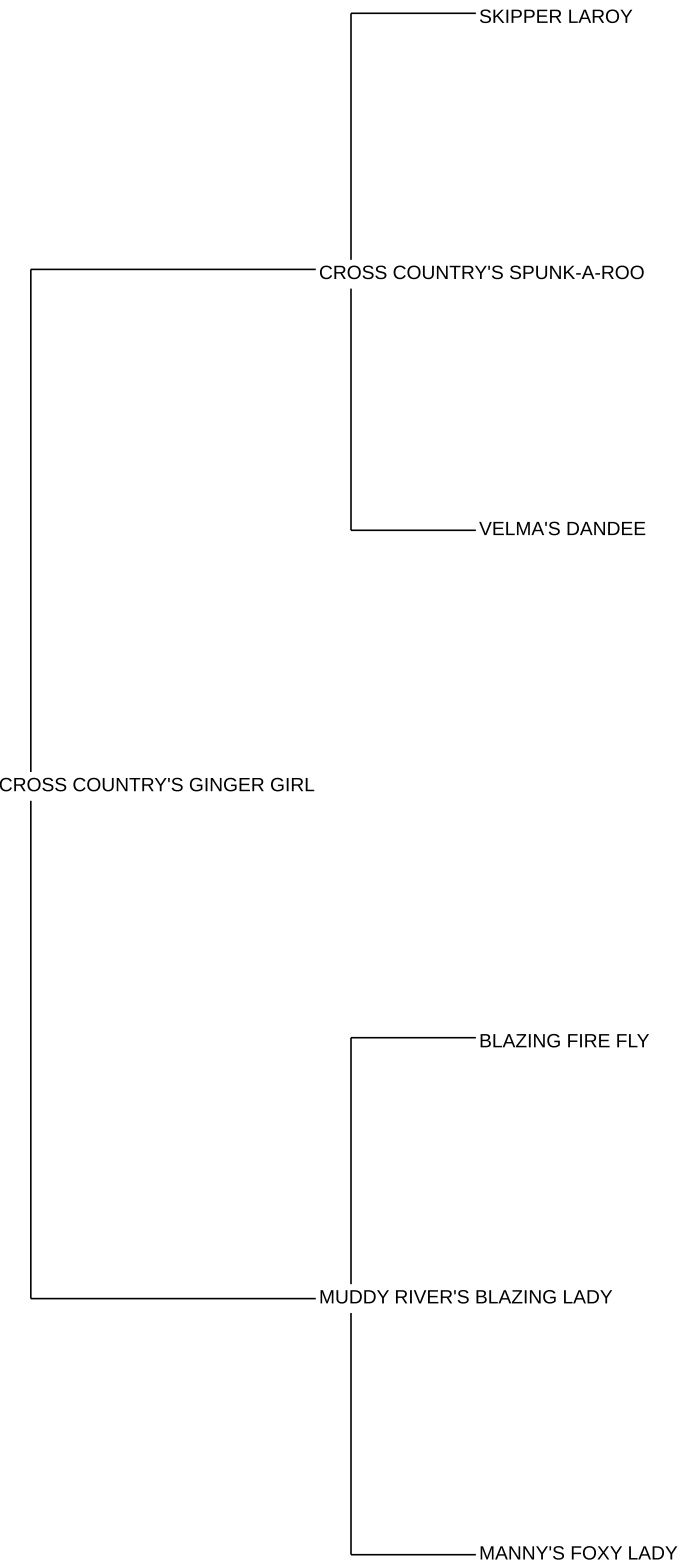 SKIPPER LAROY
CROSS COUNTRY'S SPUNK-A-ROO
VELMA'S DANDEE
CROSS COUNTRY'S GINGER GIRL
BLAZING FIRE FLY
MUDDY RIVER'S BLAZING LADY
MANNY'S FOXY LADY